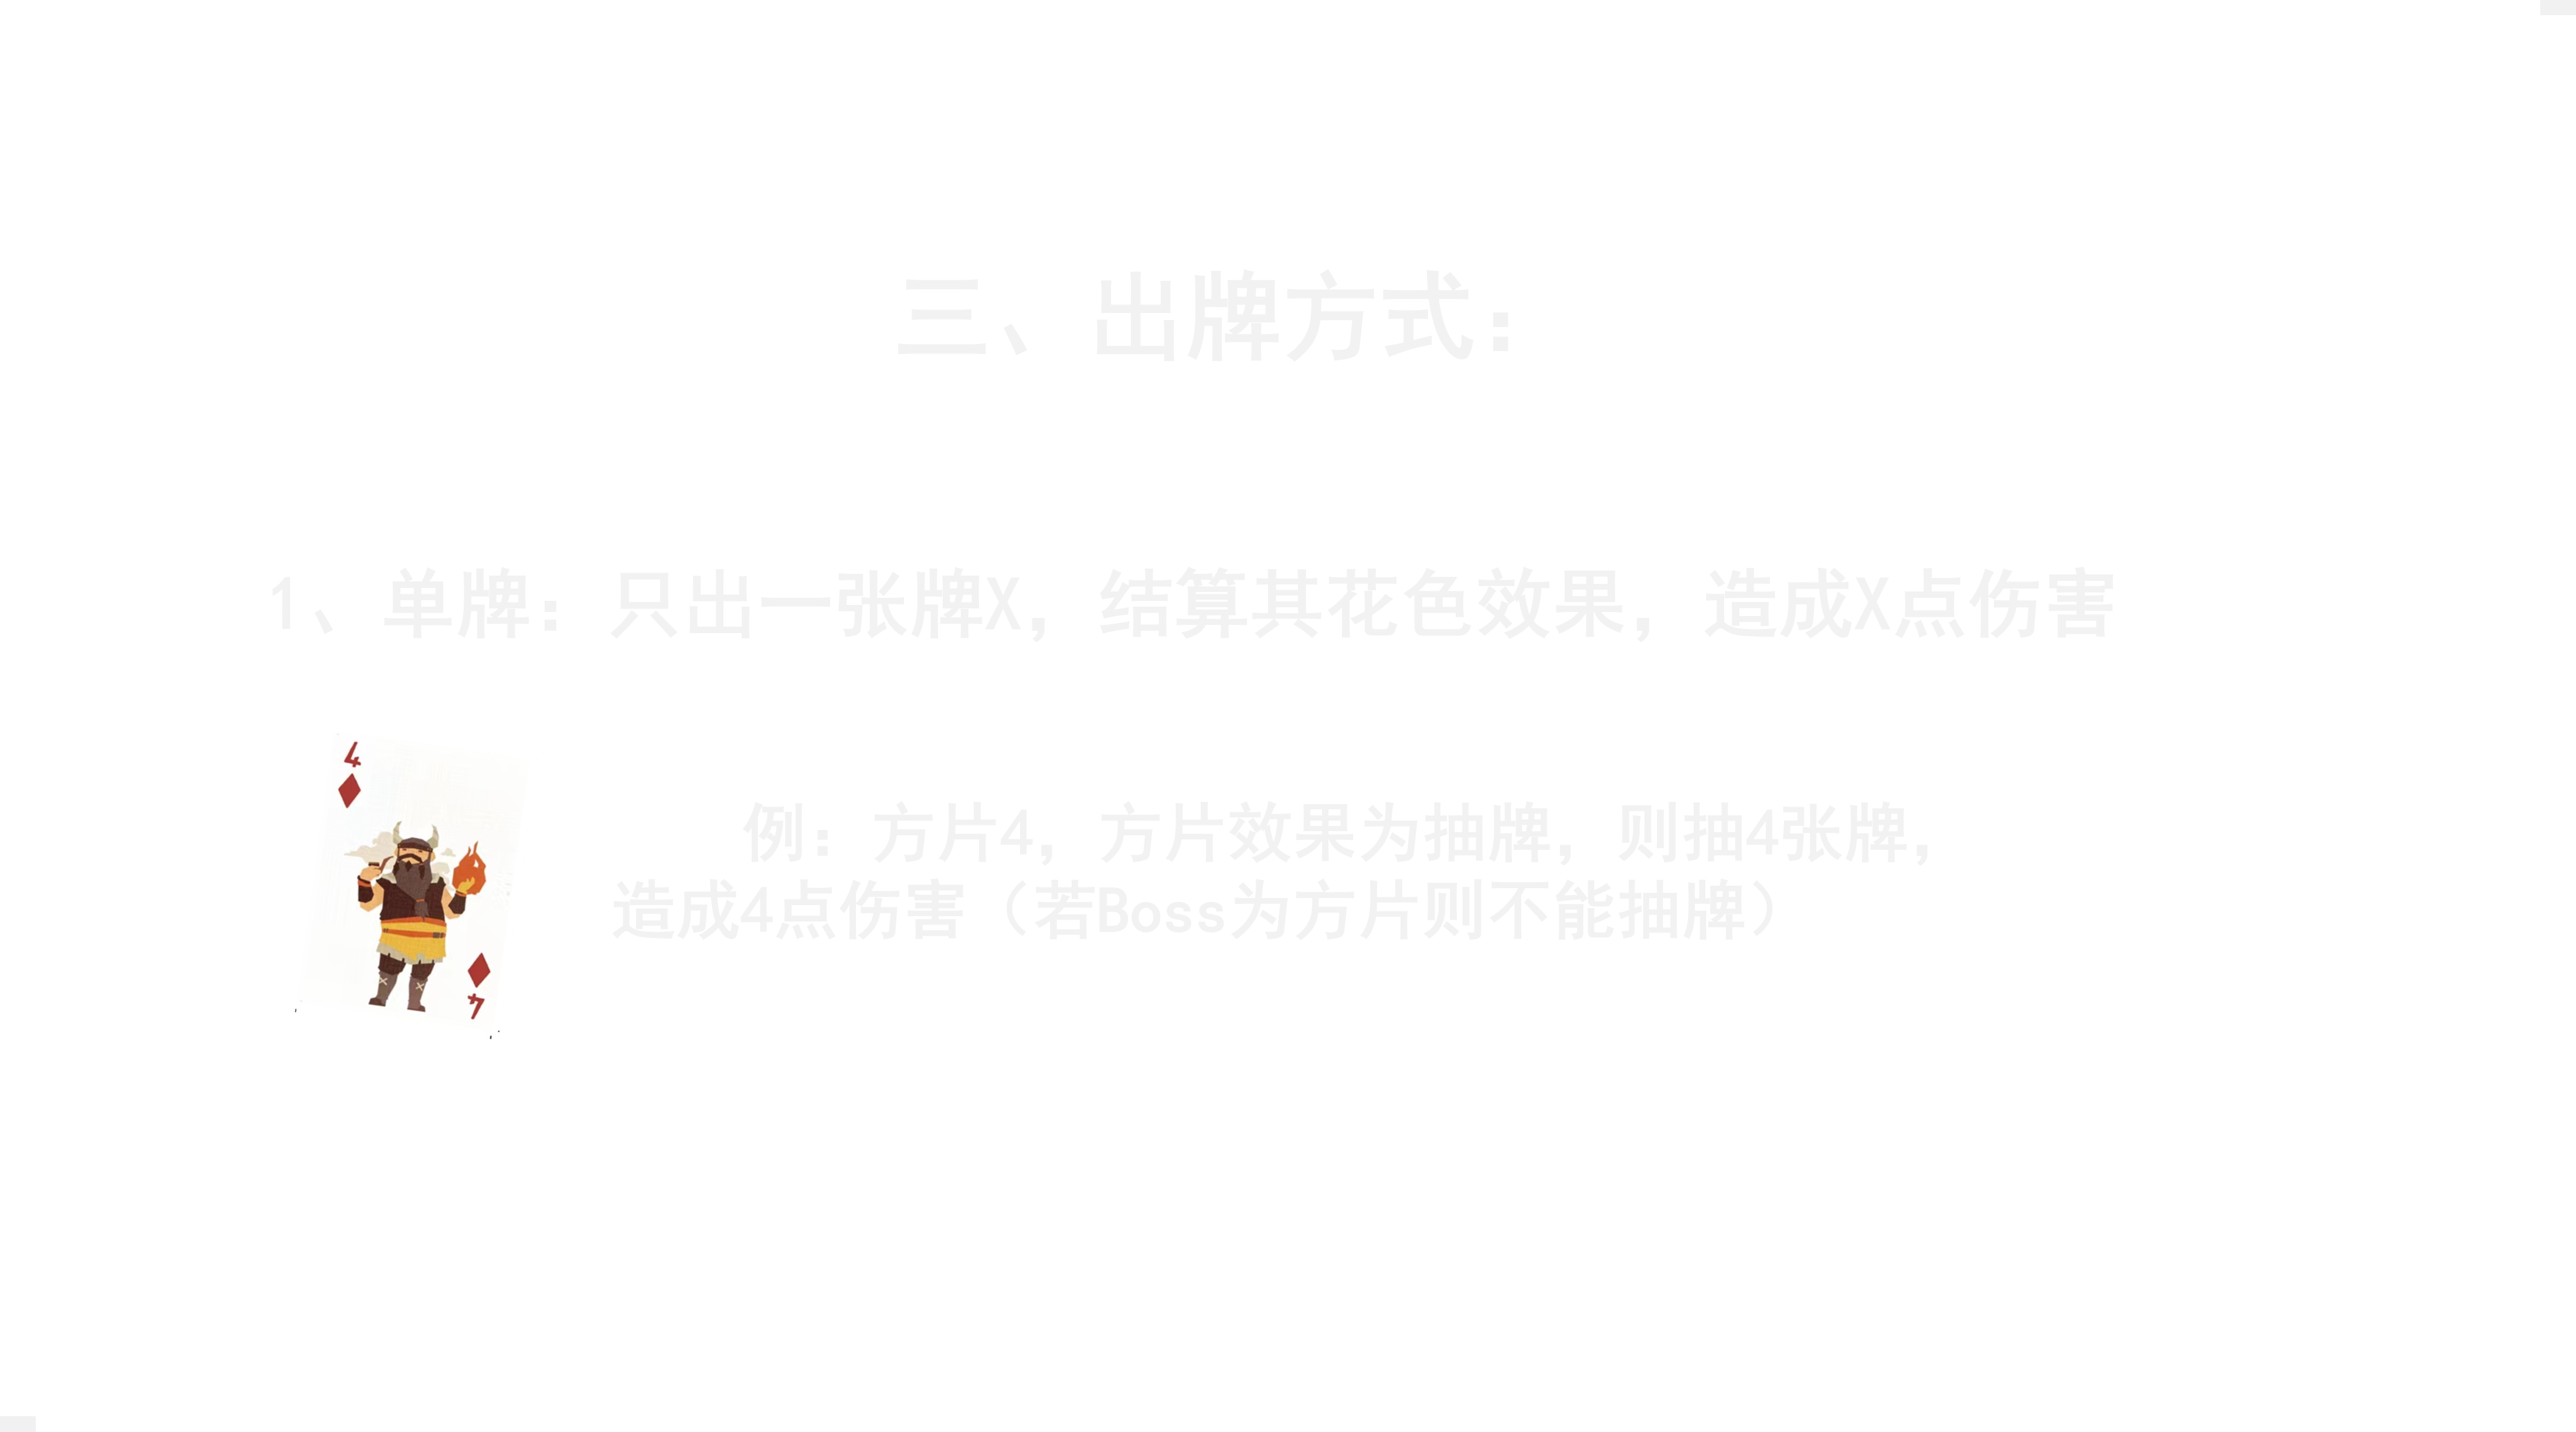 三、出牌方式：
1、单牌：只出一张牌X，结算其花色效果，造成X点伤害
4
例：方片4，方片效果为抽牌，则抽4张牌，
造成4点伤害（若Boss为方片则不能抽牌）
4